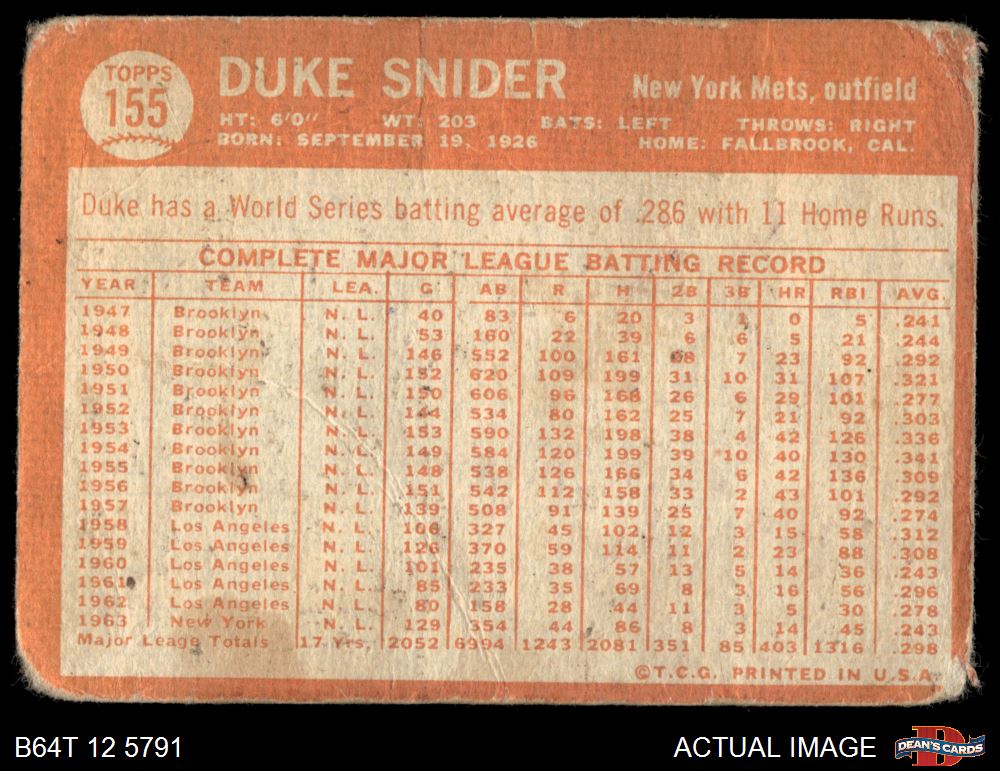 TOPPS
155
DUKE SNIDER
New York Mets, outfield
HT: 6'0" WT: 203 BATS: LEFT THROWS: RIGHT
BORN: SEPTEMBER 19, 1926 HOME: FALLBROOK, CAL.
Duke has a World Series batting average of .286 with 11 Home Runs.
COMPLETE MAJOR LEAGUE BATTING RECORD
YEAR TEAM LEA. G AB R H 2B 3B HR RBI AVG.
1947 Brooklyn N. L. 40 83 6 20 3 1 0 5 .241
1948 Brooklyn N. L. 53 160 22 39 6 6 5 21 .244
1949 Brooklyn N. L. 146 552 100 161 28 7 23 92 .292
1950 Brooklyn N. L. 152 620 109 199 31 10 31 107 .321
1951 Brooklyn N. L. 150 606 96 168 26 6 29 101 .277
1952 Brooklyn N. L. 144 534 80 162 25 7 21 92 .303
1953 Brooklyn N. L. 153 590 132 198 38 4 42 126 .336
1954 Brooklyn N. L. 149 584 120 199 39 10 40 130 .341
1955 Brooklyn N. L. 148 538 126 166 34 6 42 136 .309
1956 Brooklyn N. L. 151 542 112 158 33 2 43 101 .292
1957 Brooklyn N. L. 139 508 91 139 25 7 40 92 .274
1958 Los Angeles N. L. 106 327 45 102 12 3 15 58 .312
1959 Los Angeles N. L. 126 370 59 114 11 2 23 88 .308
1960 Los Angeles N. L. 101 235 38 57 13 5 14 36 .243
1961 Los Angeles N. L. 85 233 35 69 8 3 16 56 .296
1962 Los Angeles N. L. 80 158 28 44 11 3 5 30 .278
1963 New York N. L. 129 354 44 86 8 3 14 45 .243
Major Leage Totals 17 Yrs, 2052 6994 1243 2081 351 85 403 1316 .298
©T.C.G. PRINTED IN U.S.A.
B64T 12 5791
ACTUAL IMAGE
D
DEAN'S CARDS